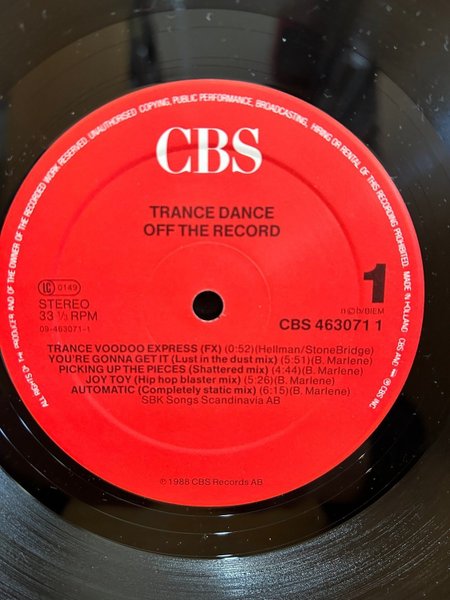 ALL RIGHTS OF THE PRODUCER AND OF THE OWNER OF THE RECORDED WORK RESERVED. UNAUTHORISED COPYING, PUBLIC PERFORMANCE, BROADCASTING, HIRING OR RENTAL OF THIS RECORDING PROHIBITED. MADE IN HOLLAND.
CBS
TRANCE DANCE
OFF THE RECORD
LC 0149
STEREO
33 1/3 RPM
09-463071-1
1
n©b/BIEM
CBS 463071 1
TRANCE VOODOO EXPRESS (FX) (0:52)(Hellman/StoneBridge)
YOU'RE GONNA GET IT (Lust in the dust mix) (5:51)(B. Marlene)
PICKING UP THE PIECES (Shattered mix) (4:44)(B. Marlene)
JOY TOY (Hip hop blaster mix) (5:26)(B. Marlene)
AUTOMATIC (Completely static mix) (6:15)(B. Marlene)
SBK Songs Scandinavia AB
℗ 1988 CBS Records AB